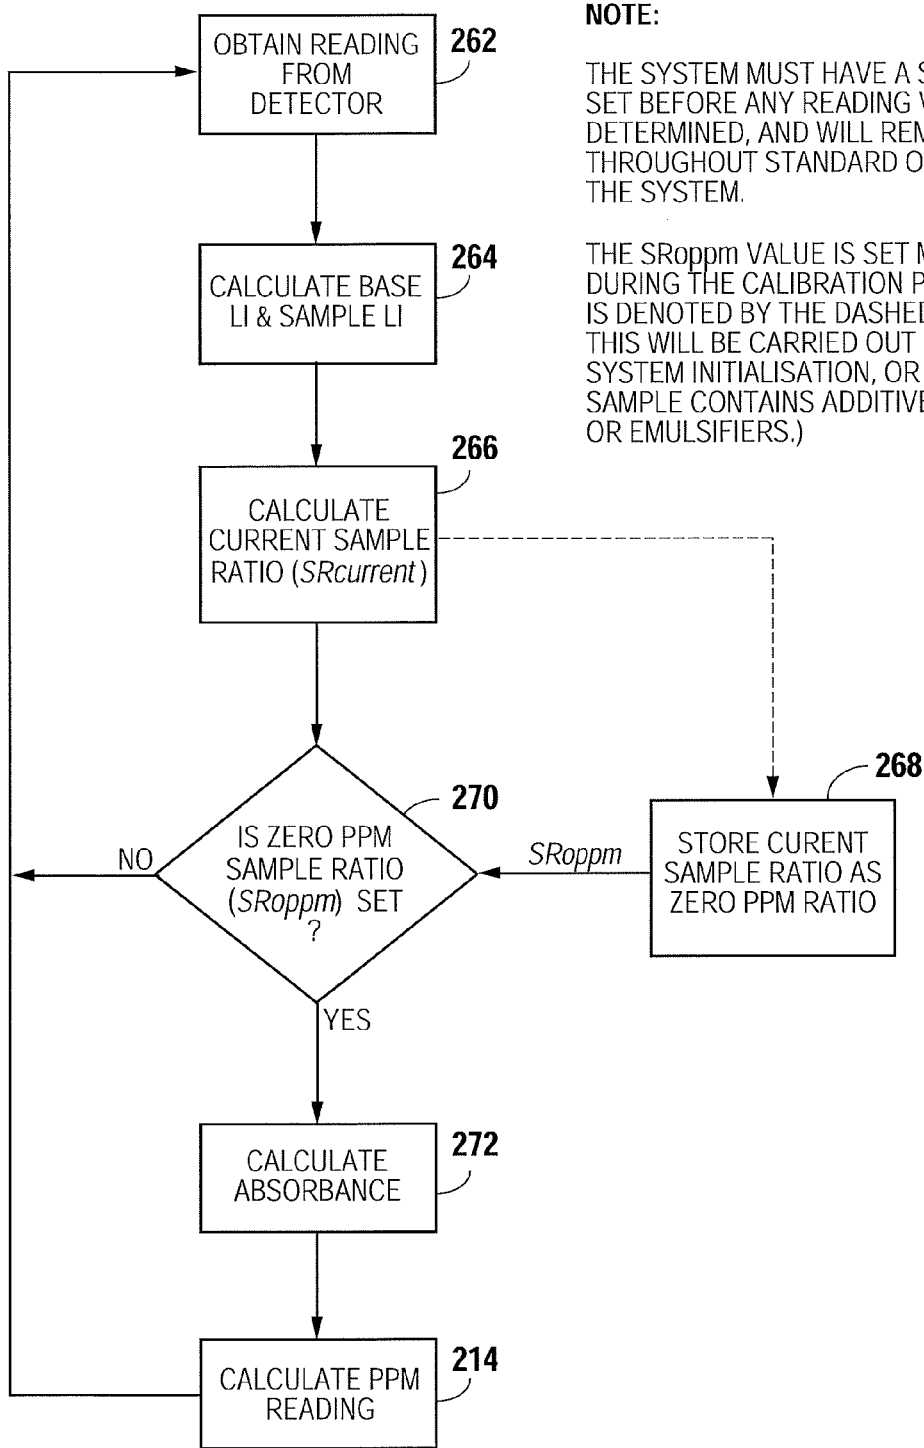 OBTAIN READING
FROM
DETECTOR
262
NOTE:
THE SYSTEM MUST HAVE A
SET BEFORE ANY READING
DETERMINED, AND WILL
THROUGHOUT STANDARD
THE SYSTEM.
THE SRoppm VALUE IS SET
DURING THE CALIBRATION
IS DENOTED BY THE DASHED
THIS WILL BE CARRIED OUT
SYSTEM INITIALISATION, OR
SAMPLE CONTAINS ADDITIVE
OR EMULSIFIERS.)
CALCULATE BASE
LI & SAMPLE LI
264
CALCULATE
CURRENT SAMPLE
RATIO (SRcurrent)
266
IS ZERO PPM
SAMPLE RATIO
(SRoppm) SET
?
270
NO
YES
SRoppm
STORE CURENT
SAMPLE RATIO AS
ZERO PPM RATIO
268
CALCULATE
ABSORBANCE
272
CALCULATE PPM
READING
214